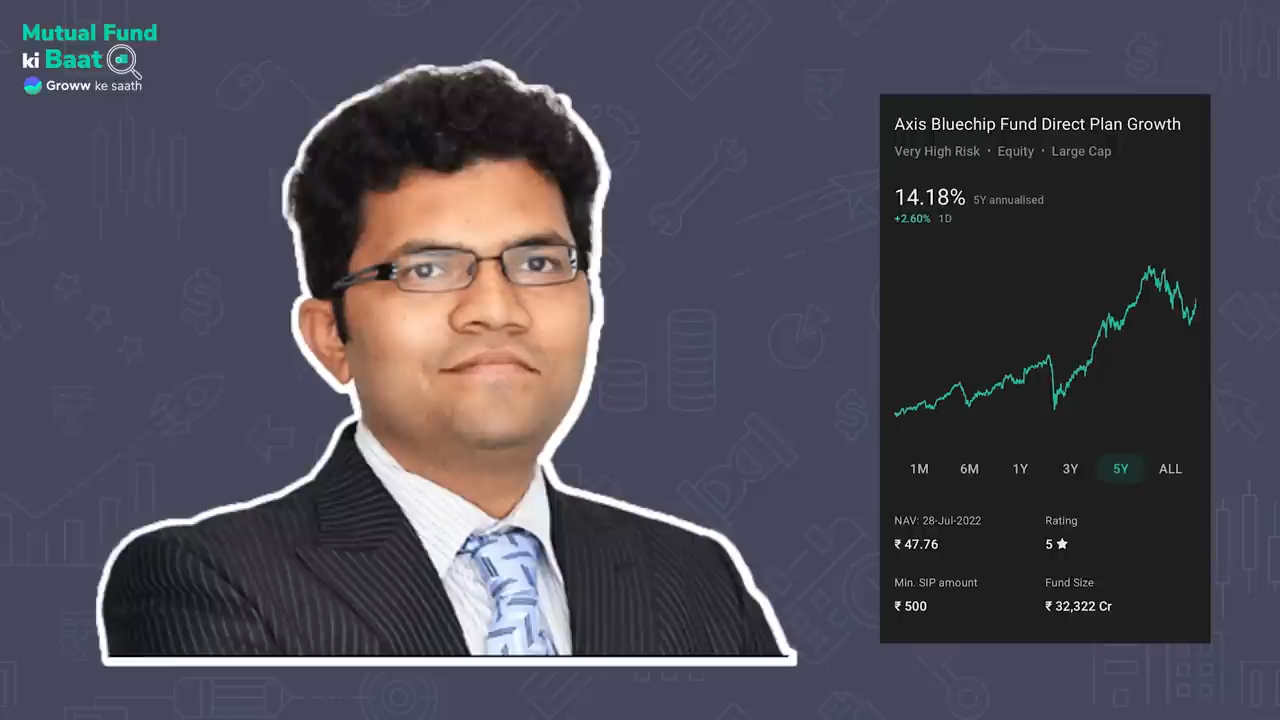 Mutual Fund
ki Baat
Groww ke saath
Axis Bluechip Fund Direct Plan Growth
Very High Risk • Equity • Large Cap
14.18% 5Y annualised
+2.60% 1D
1M 6M 1Y 3Y 5Y ALL
NAV: 28-Jul-2022 Rating
₹ 47.76 5 ★
Min. SIP amount Fund Size
₹ 500 ₹ 32,322 Cr